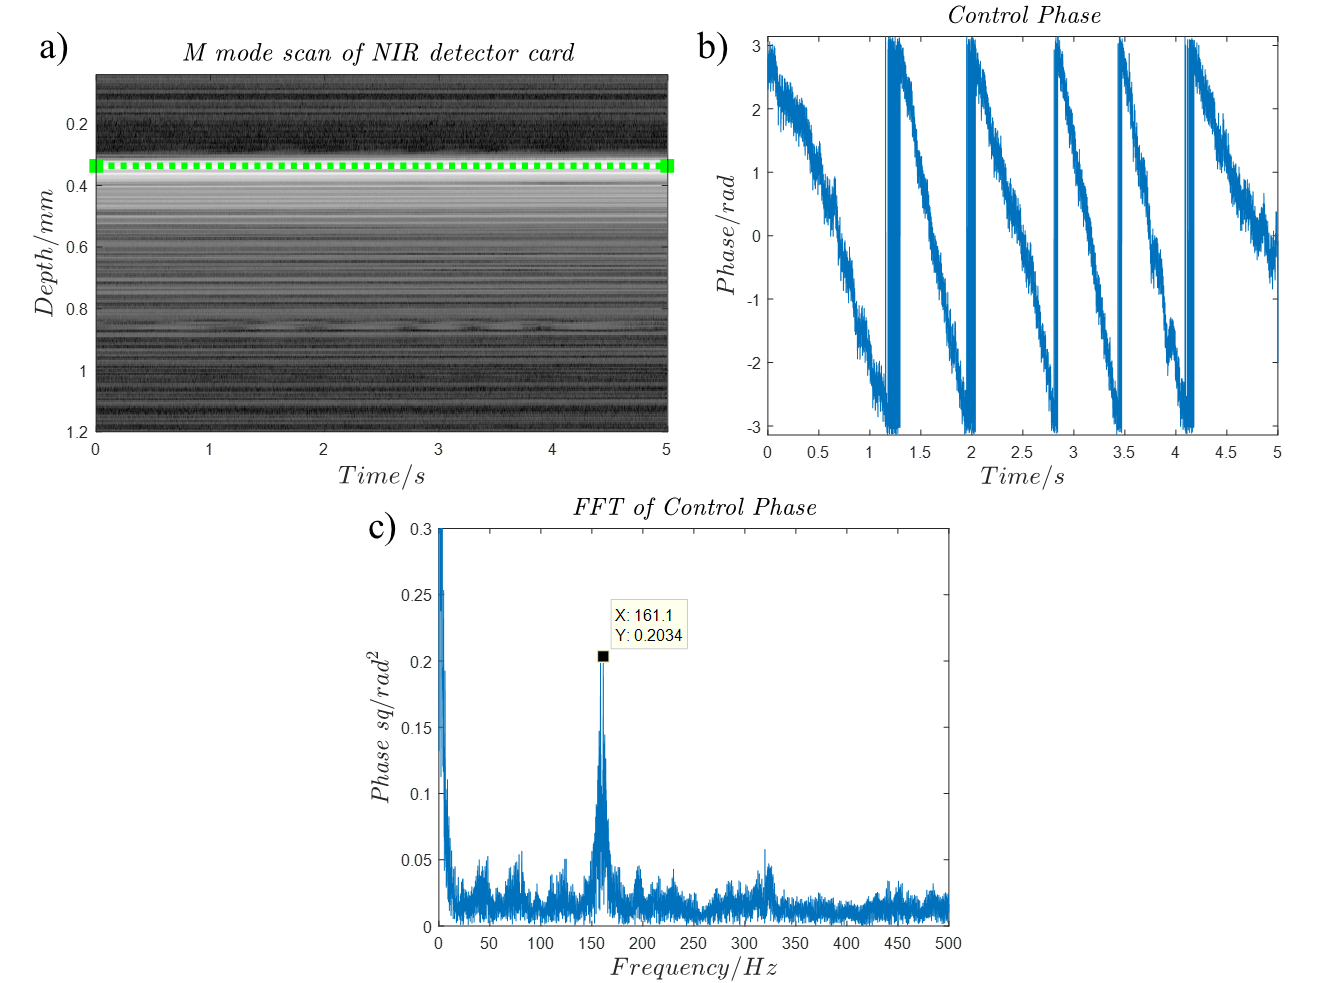 a)
M mode scan of NIR detector card
Depth/mm
0.2
0.4
0.6
0.8
1
1.2
0 1 2 3 4 5
Time/s
b)
Control Phase
Phase/rad
3
2
1
0
-1
-2
-3
0 0.5 1 1.5 2 2.5 3 3.5 4 4.5 5
Time/s
c)
FFT of Control Phase
Phase sq/rad²
0.3
0.25
0.2
0.15
0.1
0.05
0
X: 161.1
Y: 0.2034
0 50 100 150 200 250 300 350 400 450 500
Frequency/Hz